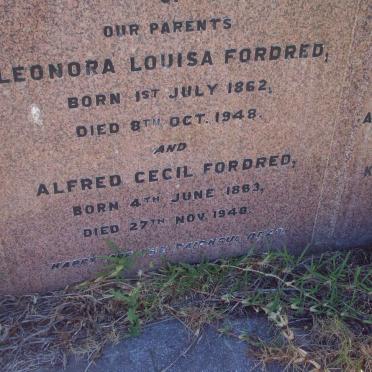 OUR PARENTS
LEONORA LOUISA FORDRED,
BORN 1ST JULY 1862,
DIED 8TH OCT. 1948.
AND
ALFRED CECIL FORDRED,
BORN 4TH JUNE 1863,
DIED 27TH NOV. 1948.